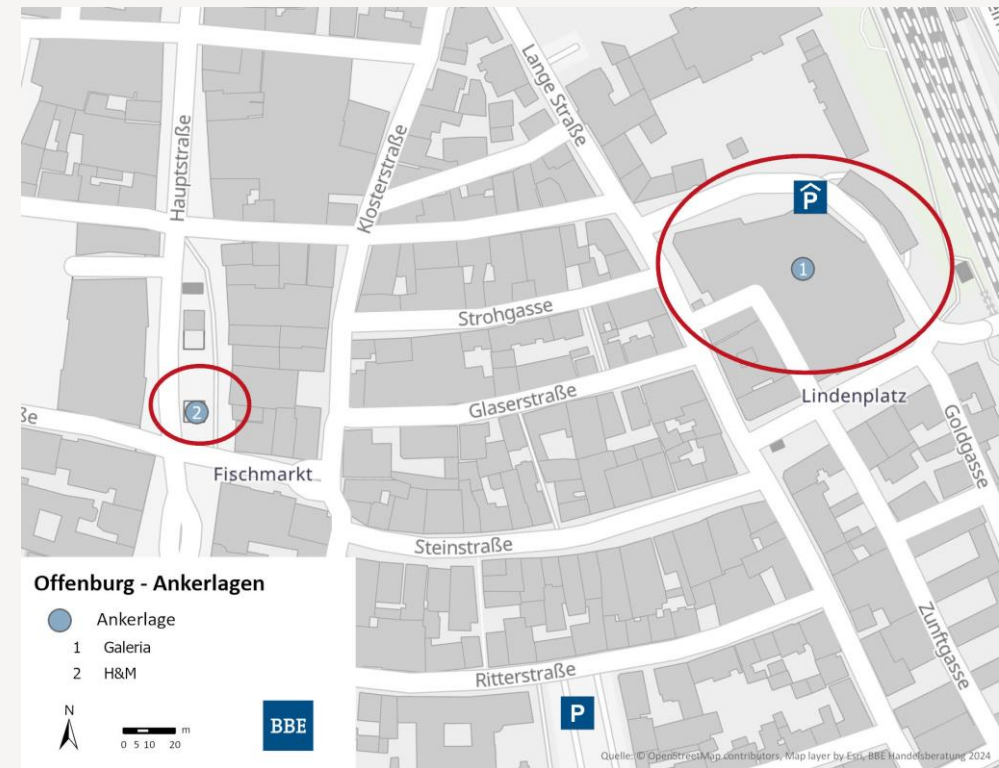 Lange Straße
Hauptstraße
Klosterstraße
P
1
Strohgasse
Glaserstraße
Lindenplatz
2
ße
Fischmarkt
Goldgasse
Steinstraße
Zunftgasse
Ritterstraße
P
Offenburg - Ankerlagen
Ankerlage
1 Galeria
2 H&M
N
0 5 10 20 m
BBE
Quelle: © OpenStreetMap contributors, Map layer by Esri, BBE Handelsberatung 2024